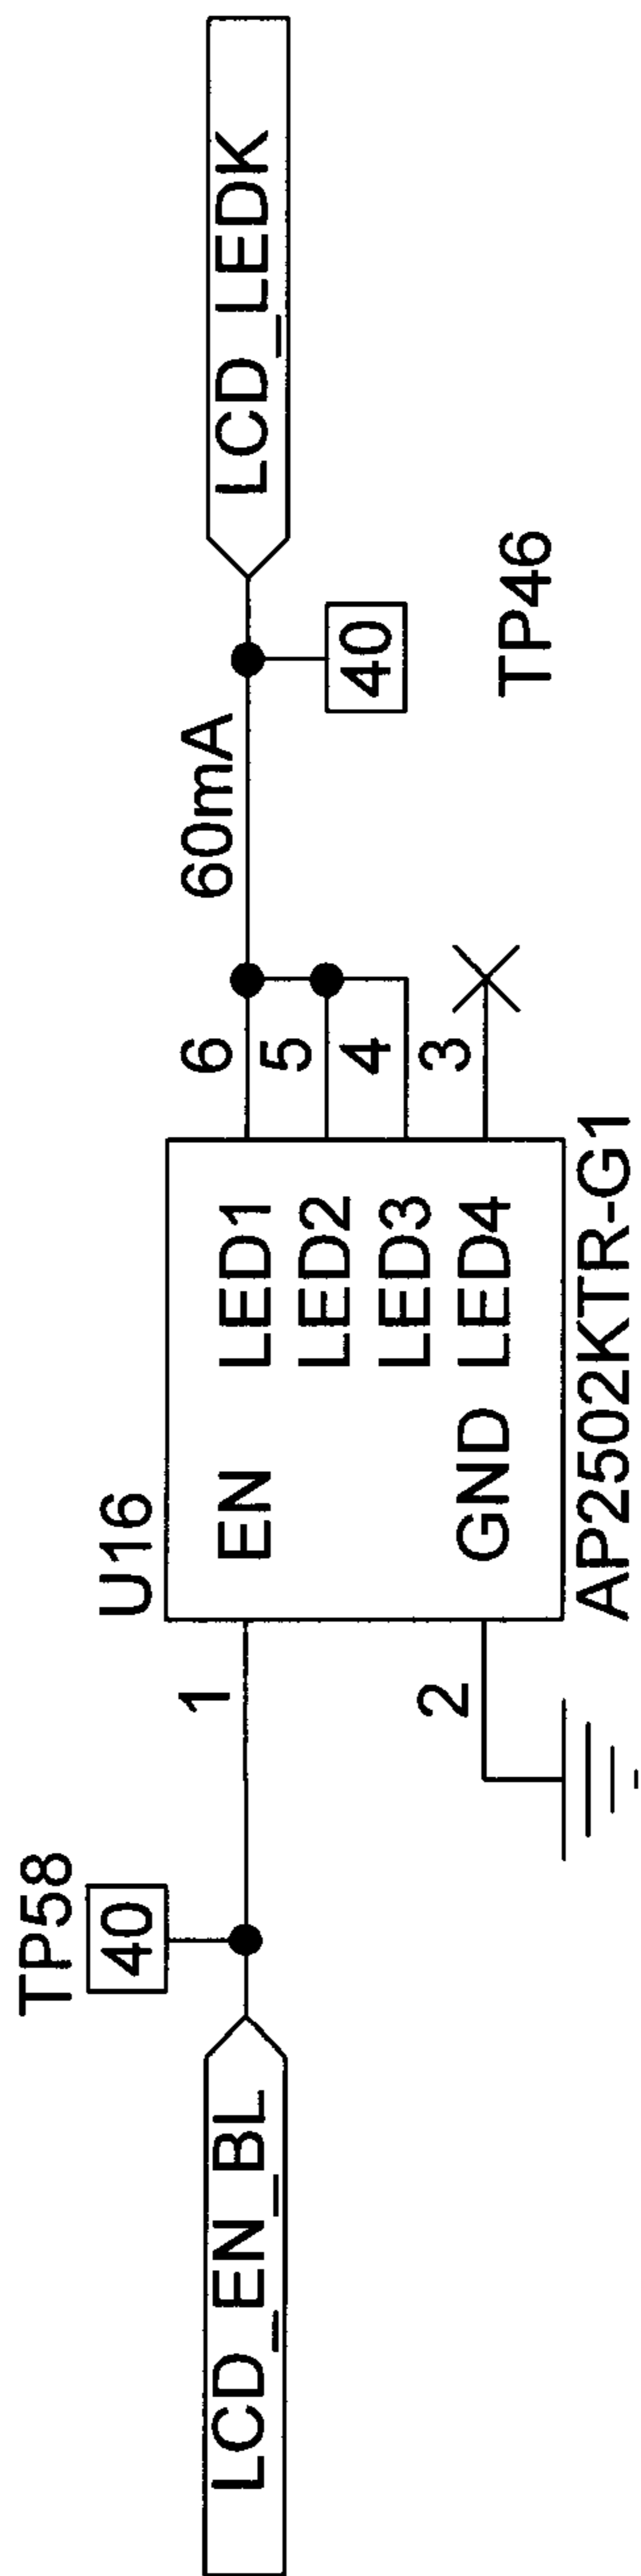 TP58
40
LCD_EN_BL
1
2
U16
EN LED1
LED2
LED3
GND LED4
AP2502KTR-G1
6
5
4
3
60mA
40
TP46
LCD_LEDK